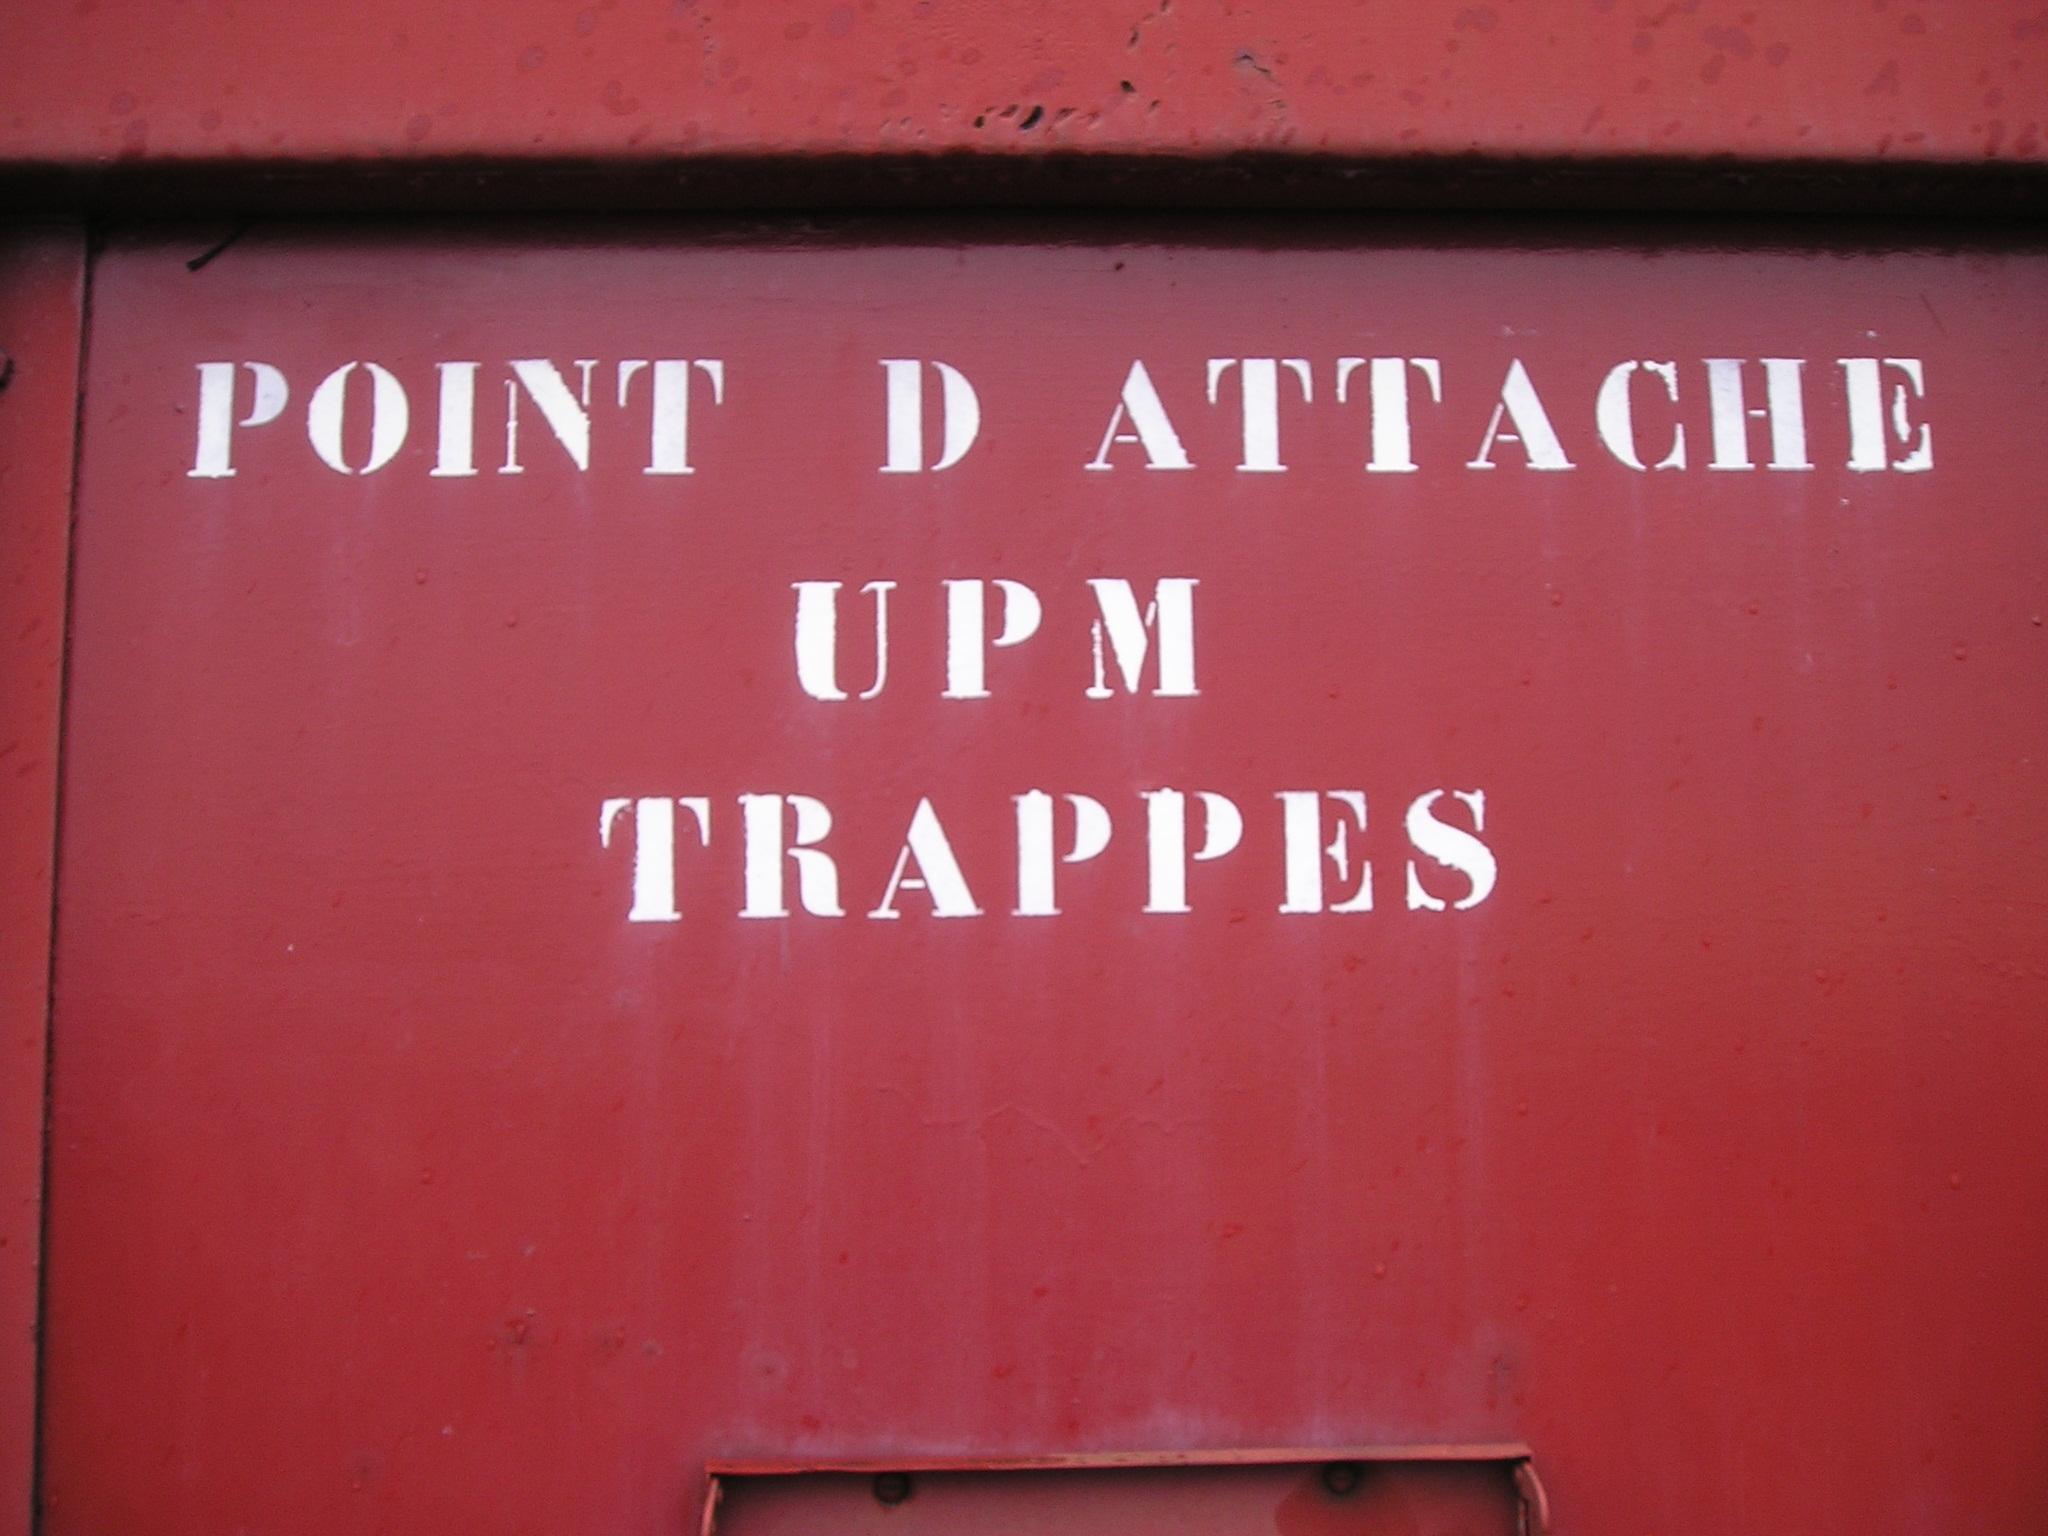 POINT D ATTACHE
UPM
TRAPPES